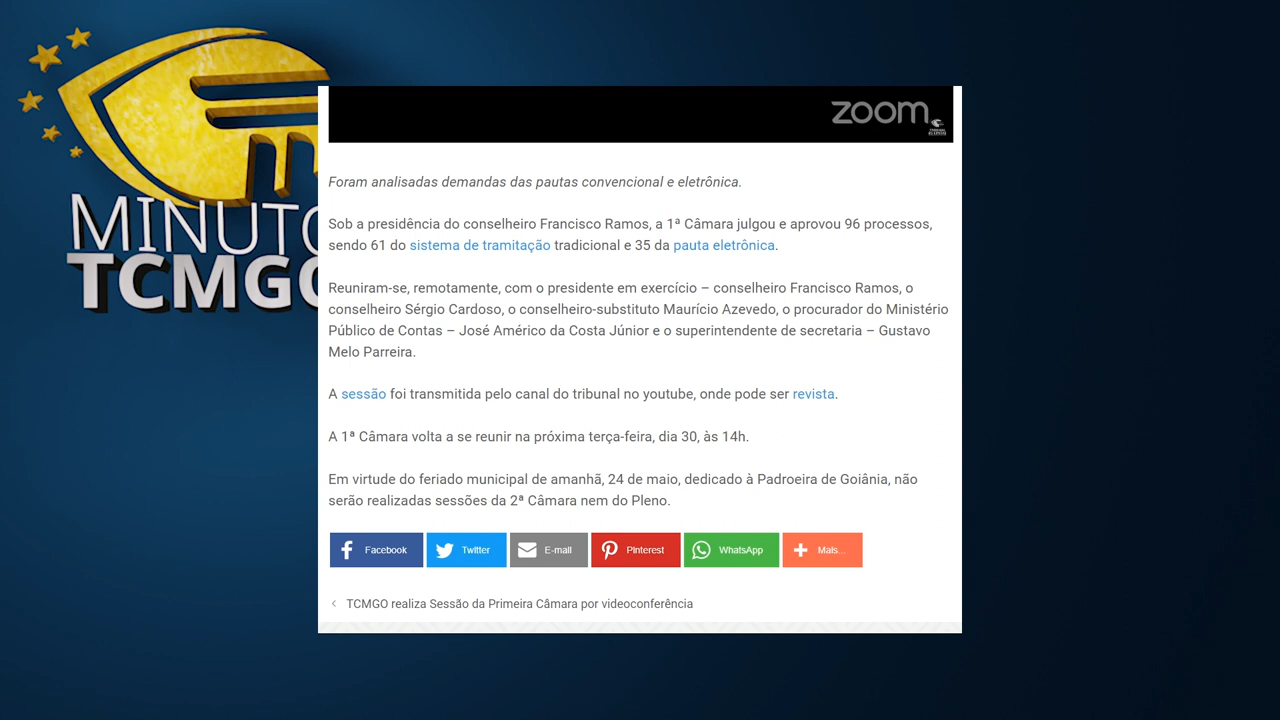 MINUTO
TCMGO
zoom
Foram analisadas demandas das pautas convencional e eletrônica.
Sob a presidência do conselheiro Francisco Ramos, a 1ª Câmara julgou e aprovou 96 processos,
sendo 61 do sistema de tramitação tradicional e 35 da pauta eletrônica.
Reuniram-se, remotamente, com o presidente em exercício – conselheiro Francisco Ramos, o
conselheiro Sérgio Cardoso, o conselheiro-substituto Maurício Azevedo, o procurador do Ministério
Público de Contas – José Américo da Costa Júnior e o superintendente de secretaria – Gustavo
Melo Parreira.
A sessão foi transmitida pelo canal do tribunal no youtube, onde pode ser revista.
A 1ª Câmara volta a se reunir na próxima terça-feira, dia 30, às 14h.
Em virtude do feriado municipal de amanhã, 24 de maio, dedicado à Padroeira de Goiânia, não
serão realizadas sessões da 2ª Câmara nem do Pleno.
Facebook Twitter E-mail Pinterest WhatsApp Mais...
TCMGO realiza Sessão da Primeira Câmara por videoconferência